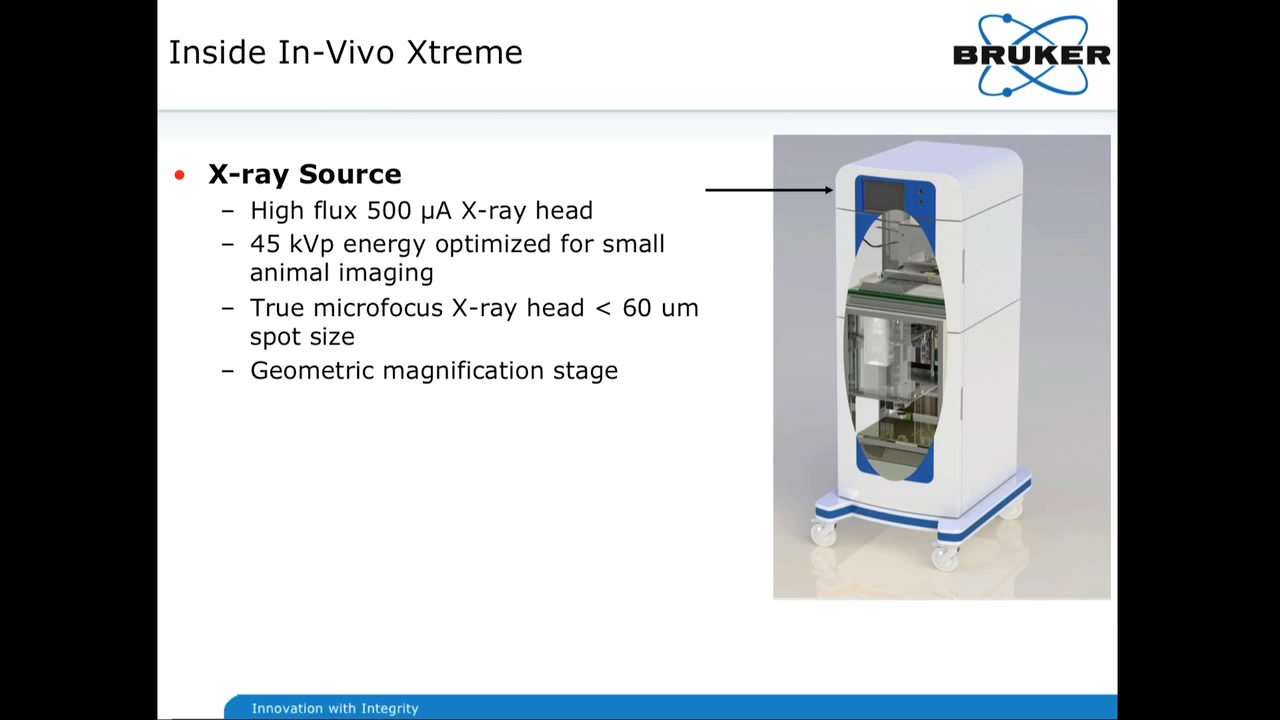 Inside In-Vivo Xtreme
BRUKER
• X-ray Source
– High flux 500 µA X-ray head
– 45 kVp energy optimized for small
animal imaging
– True microfocus X-ray head < 60 um
spot size
– Geometric magnification stage
Innovation with Integrity